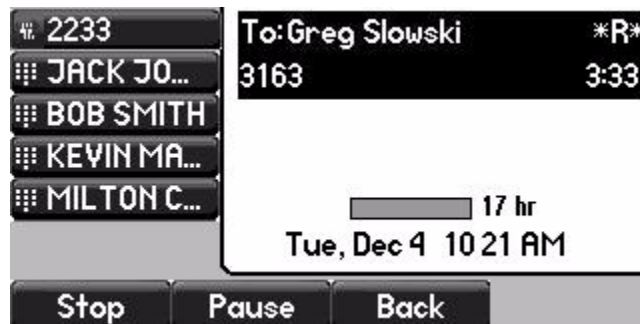 2233
JACK JO...
BOB SMITH
KEVIN MA...
MILTON C...
To:Greg Slowski *R*
3163 3:33
17 hr
Tue, Dec 4 10 21 AM
Stop Pause Back